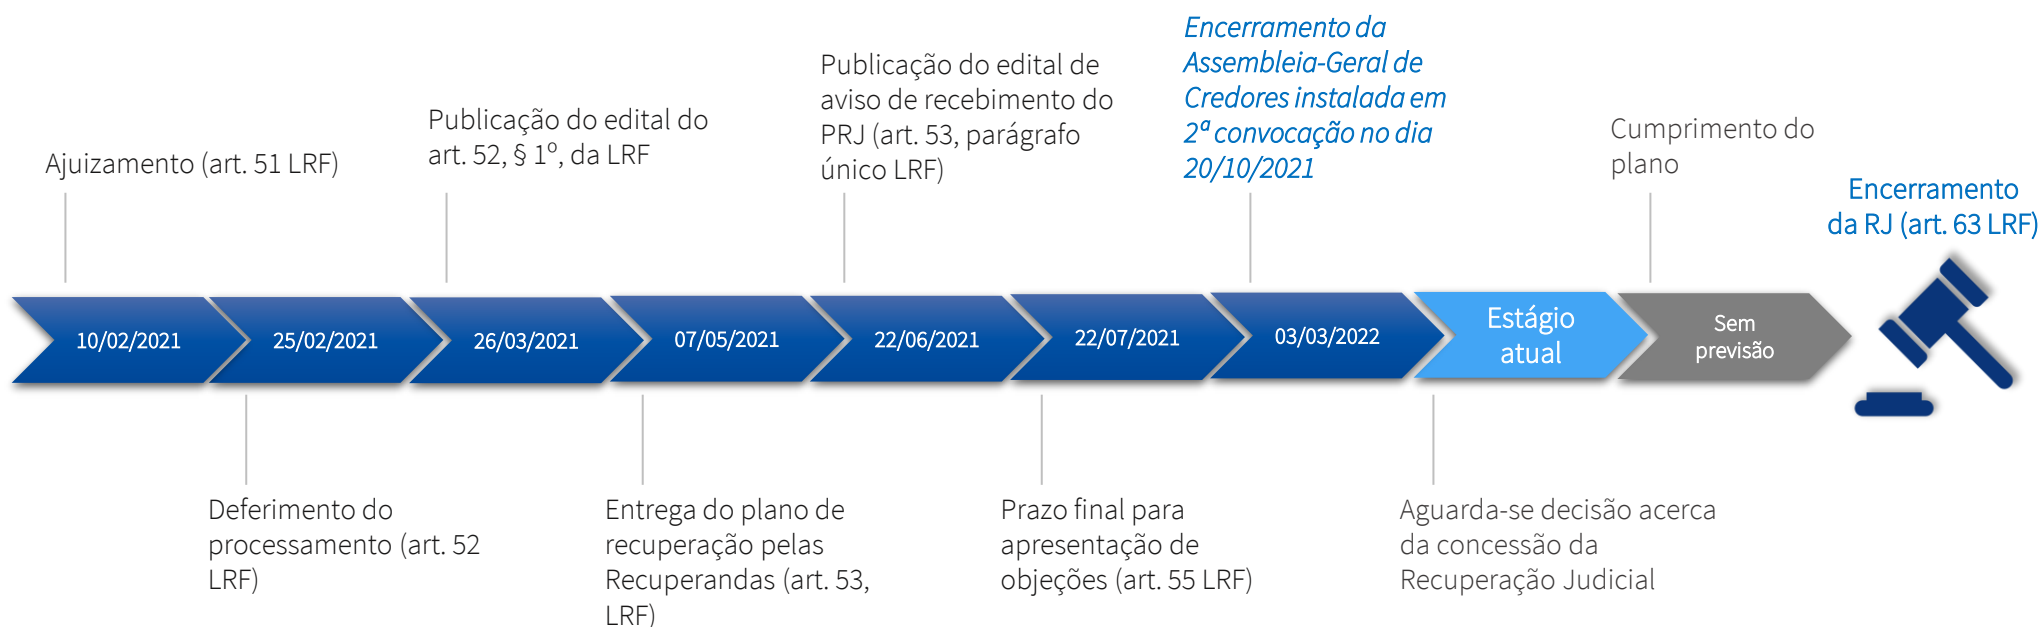 Ajuizamento (art. 51 LRF)
Publicação do edital do
art. 52, § 1º, da LRF
Publicação do edital de
aviso de recebimento do
PRJ (art. 53, parágrafo
único LRF)
Encerramento da
Assembleia-Geral de
Credores instalada em
2ª convocação no dia
20/10/2021
Cumprimento do
plano
Encerramento
da RJ (art. 63 LRF)
10/02/2021
25/02/2021
26/03/2021
07/05/2021
22/06/2021
22/07/2021
03/03/2022
Estágio
atual
Sem
previsão
Deferimento do
processamento (art. 52
LRF)
Entrega do plano de
recuperação pelas
Recuperandas (art. 53,
LRF)
Prazo final para
apresentação de
objeções (art. 55 LRF)
Aguarda-se decisão acerca
da concessão da
Recuperação Judicial